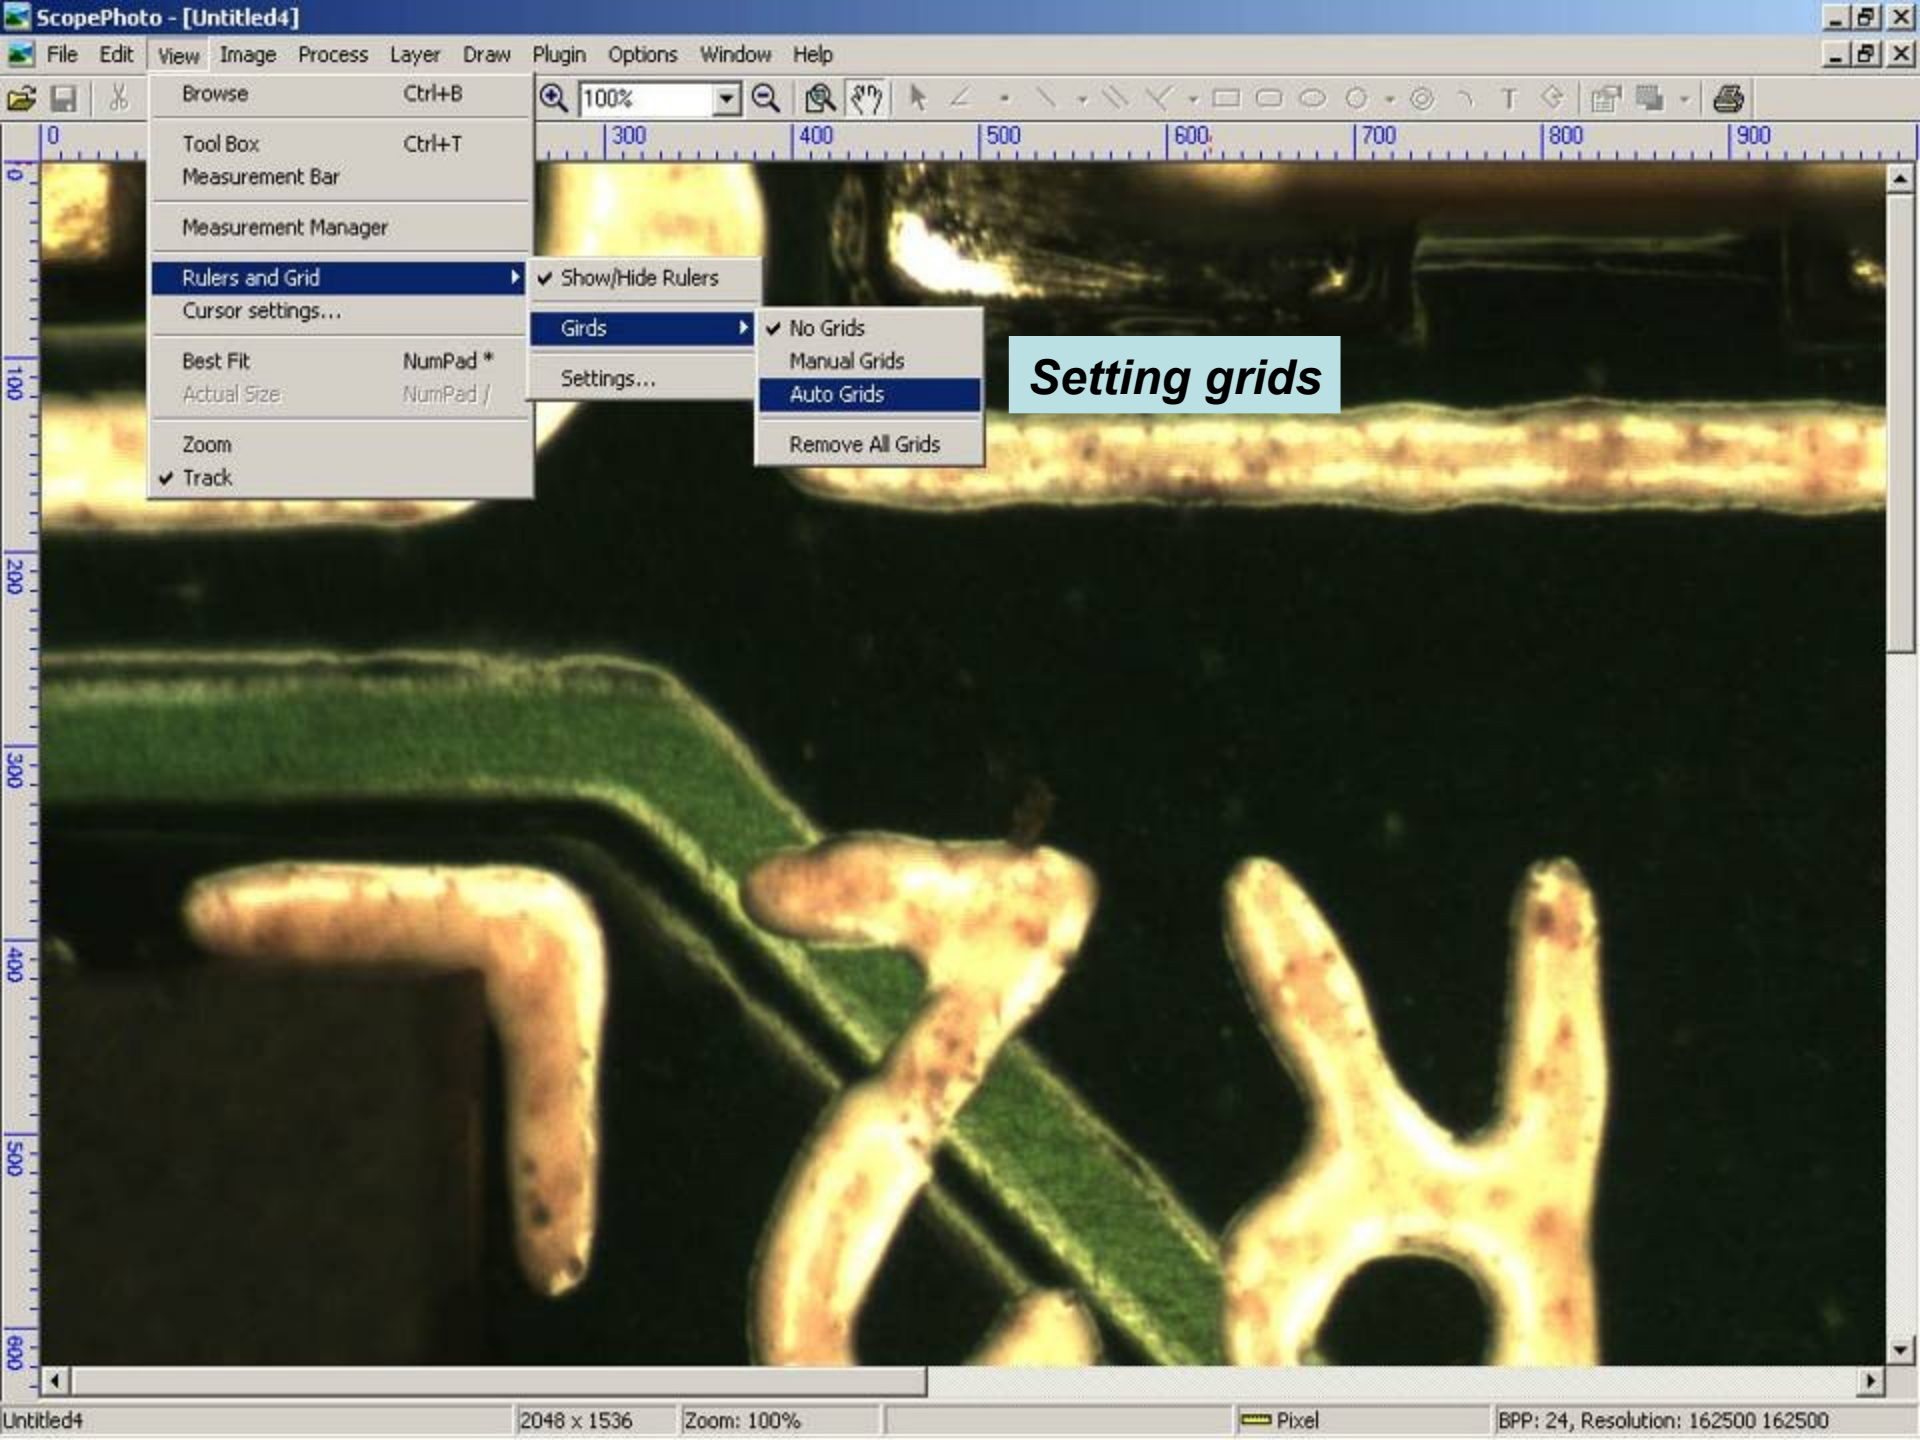 ScopePhoto - [Untitled4]
File Edit View Image Process Layer Draw Plugin Options Window Help
100%
Browse Ctrl+B
Tool Box Ctrl+T
Measurement Bar
Measurement Manager
Rulers and Grid
Cursor settings...
Best Fit NumPad *
Actual Size NumPad /
Zoom
Track
Show/Hide Rulers
Girds
Settings...
No Grids
Manual Grids
Auto Grids
Remove All Grids
Setting grids
0 300 400 500 600 700 800 900
0
100
200
300
400
500
600
Untitled4 2048 x 1536 Zoom: 100% Pixel BPP: 24, Resolution: 162500 162500